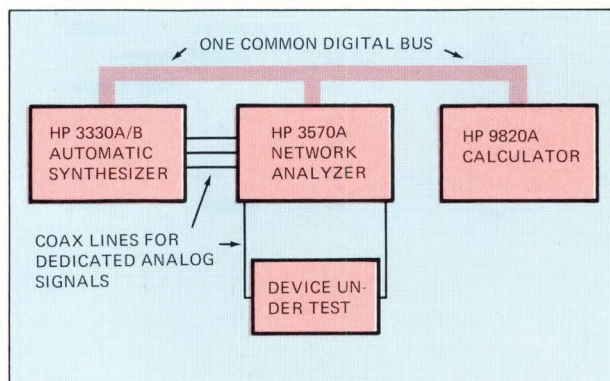 ONE COMMON DIGITAL BUS
HP 3330A/B
AUTOMATIC
SYNTHESIZER
HP 3570A
NETWORK
ANALYZER
HP 9820A
CALCULATOR
COAX LINES FOR
DEDICATED ANALOG
SIGNALS
DEVICE UN-
DER TEST